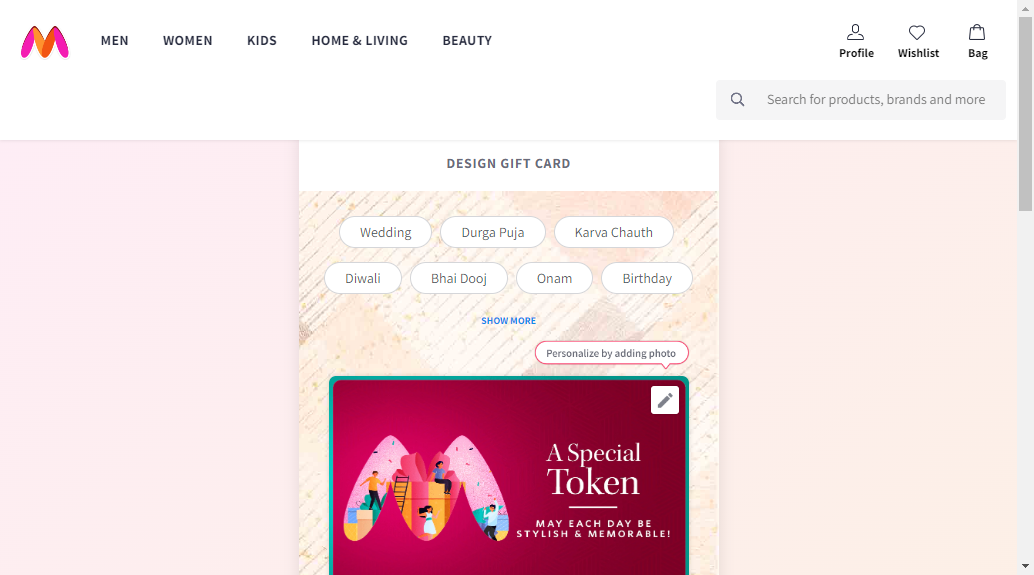 MEN WOMEN KIDS HOME & LIVING BEAUTY
Profile Wishlist Bag
Search for products, brands and more
DESIGN GIFT CARD
Wedding Durga Puja Karva Chauth
Diwali Bhai Dooj Onam Birthday
SHOW MORE
Personalize by adding photo
A Special
Token
MAY EACH DAY BE
STYLISH & MEMORABLE!